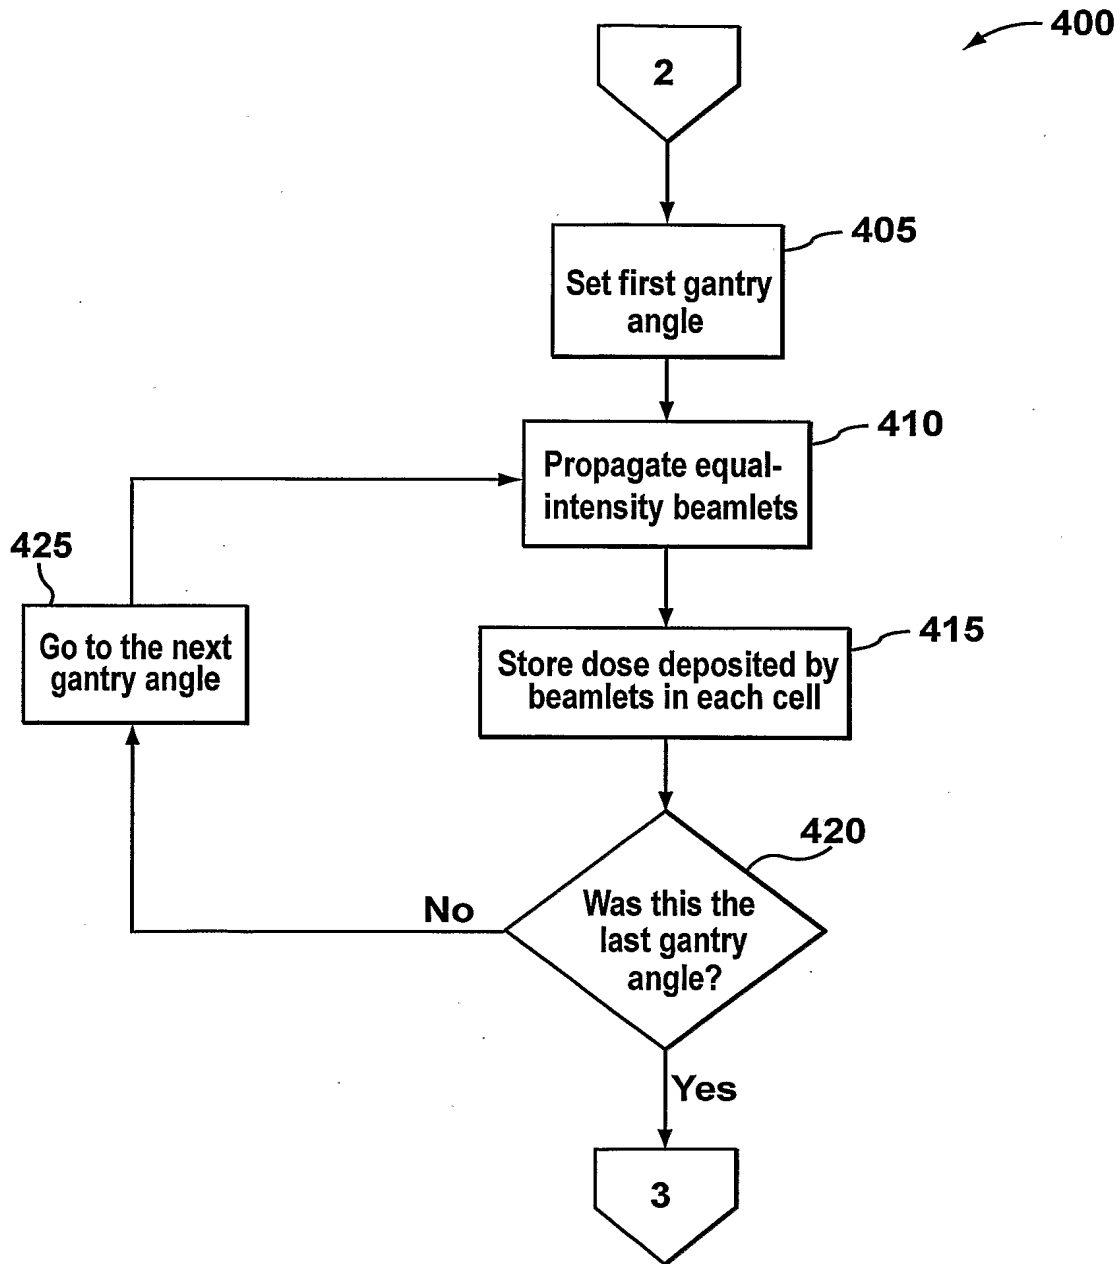 400
2
405
Set first gantry
angle
410
Propagate equal-
intensity beamlets
425
Go to the next
gantry angle
415
Store dose deposited by
beamlets in each cell
420
Was this the
last gantry
angle?
No
Yes
3